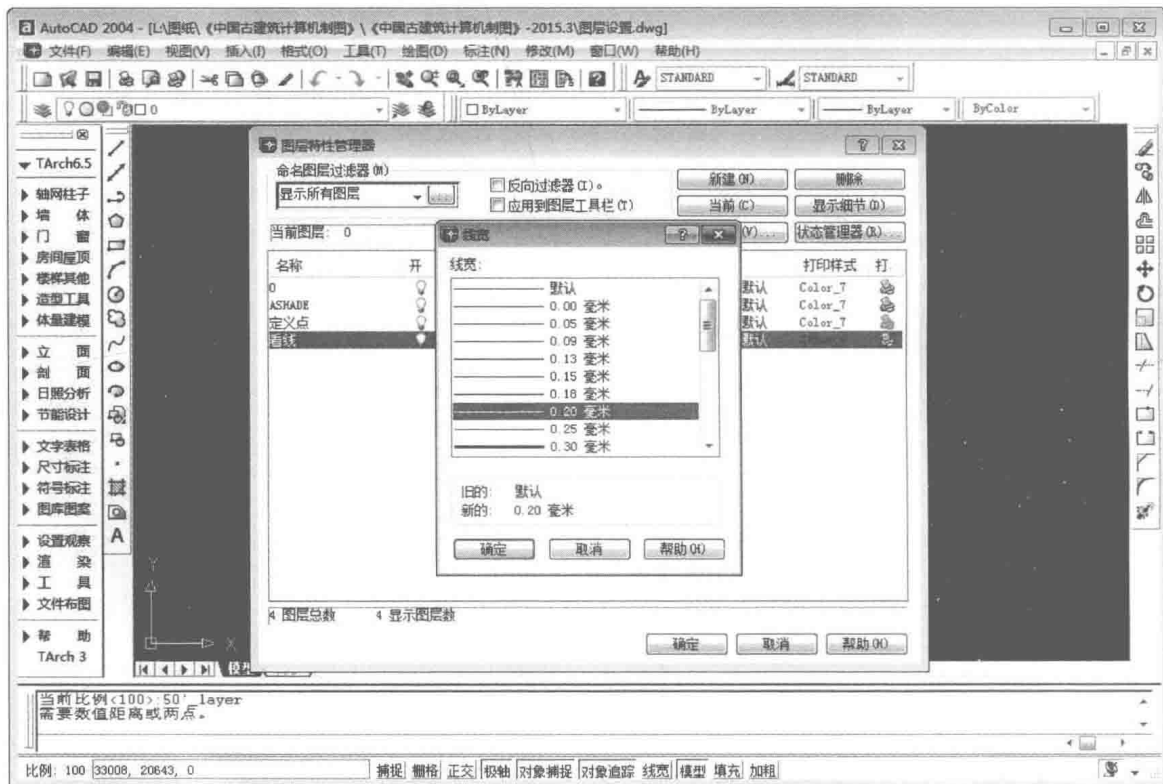 AutoCAD 2004 - [L:\图纸\《中国古建筑计算机制图》\《中国古建筑计算机制图》-2015.3\图层设置.dwg]
文件(F) 编辑(E) 视图(V) 插入(I) 格式(O) 工具(T) 绘图(D) 标注(N) 修改(M) 窗口(W) 帮助(H)
STANDARD STANDARD
0 ByLayer ByLayer ByLayer ByColor
TArch6.5
轴网柱子
墙 体
门 窗
房间屋顶
楼梯其他
造型工具
体量建模
立 面
剖 面
日照分析
节能设计
文字表格
尺寸标注
符号标注
图库图案
设置观察
渲 染
工 具
文件布图
帮 助
TArch 3
A
图层特性管理器
命名图层过滤器(M)
显示所有图层
...
反向过滤器(I)。
应用到图层工具栏(T)
新建(N) 删除
当前(C) 显示细节(D)
(V)... 状态管理器(R)...
当前图层: 0
名称 开 打印样式 打.
0 默认 Color_7
ASHADE 默认 Color_7
定义点 默认 Color_7
看线 默认
线宽
线宽:
默认
0.00 毫米
0.05 毫米
0.09 毫米
0.13 毫米
0.15 毫米
0.18 毫米
0.20 毫米
0.25 毫米
0.30 毫米
旧的: 默认
新的: 0.20 毫米
确定 取消 帮助(H)
4 图层总数 4 显示图层数
确定 取消 帮助(H)
Y
X
模型
当前比例<100>:50'_layer
需要数值距离或两点。
比例: 100 33008, 20643, 0 捕捉 栅格 正交 极轴 对象捕捉 对象追踪 线宽 模型 填充 加粗